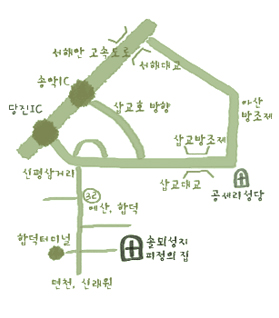 서해안 고속도로
서해대교
송악IC
당진IC
삽교호 방향
아산
방조제
삽교방조제
신평삼거리
삽교대교
공세리성당
32
예산, 합덕
합덕터미널
솔뫼성지
피정의 집
면천, 신례원